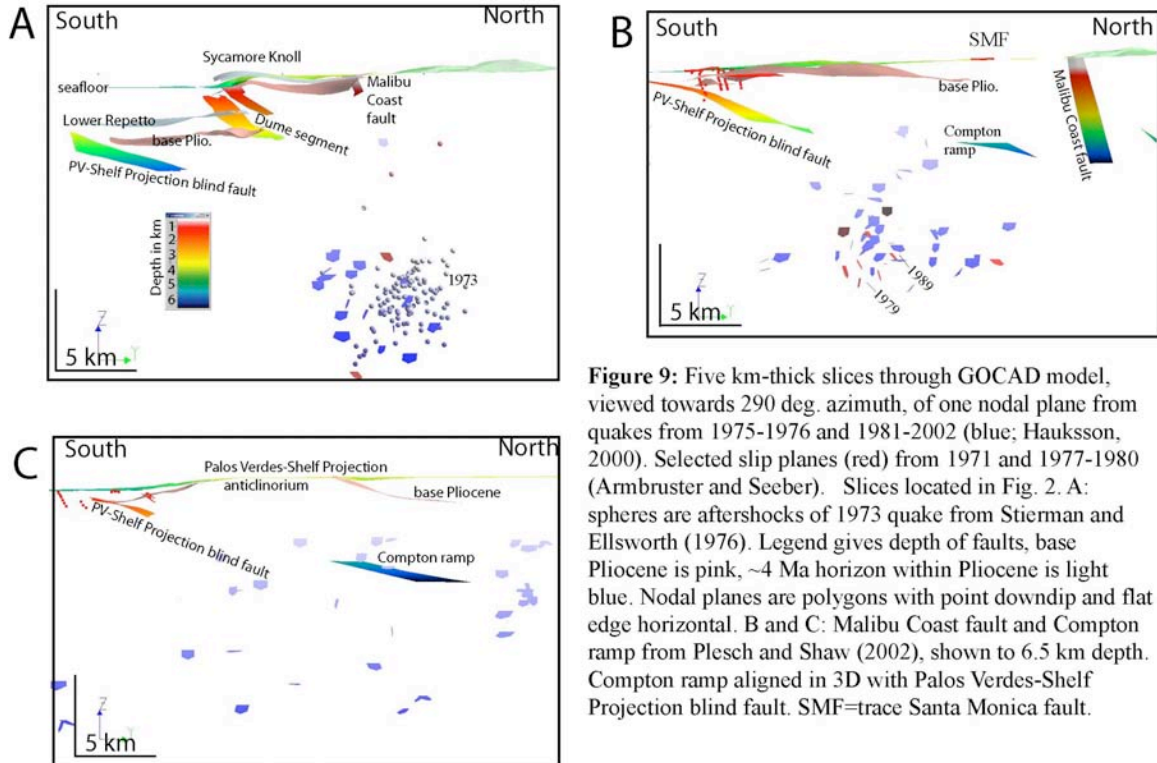 A
South
North
Sycamore Knoll
seafloor
Malibu
Coast
fault
Lower Repetto
Dume segment
base Plio.
PV-Shelf Projection blind fault
Depth in km
1
2
3
4
5
6
1973
Z
Y
5 km
B
South
North
SMF
base Plio.
PV-Shelf Projection blind fault
Compton
ramp
Malibu Coast fault
1989
1979
Z
Y
5 km
C
South
North
Palos Verdes-Shelf Projection
anticlinorium
base Pliocene
PV-Shelf Projection
blind fault
Compton ramp
Z
Y
5 km
Figure 9: Five km-thick slices through GOCAD model,
viewed towards 290 deg. azimuth, of one nodal plane from
quakes from 1975-1976 and 1981-2002 (blue; Hauksson,
2000). Selected slip planes (red) from 1971 and 1977-1980
(Armbruster and Seeber). Slices located in Fig. 2. A:
spheres are aftershocks of 1973 quake from Stierman and
Ellsworth (1976). Legend gives depth of faults, base
Pliocene is pink, ~4 Ma horizon within Pliocene is light
blue. Nodal planes are polygons with point downdip and flat
edge horizontal. B and C: Malibu Coast fault and Compton
ramp from Plesch and Shaw (2002), shown to 6.5 km depth.
Compton ramp aligned in 3D with Palos Verdes-Shelf
Projection blind fault. SMF=trace Santa Monica fault.